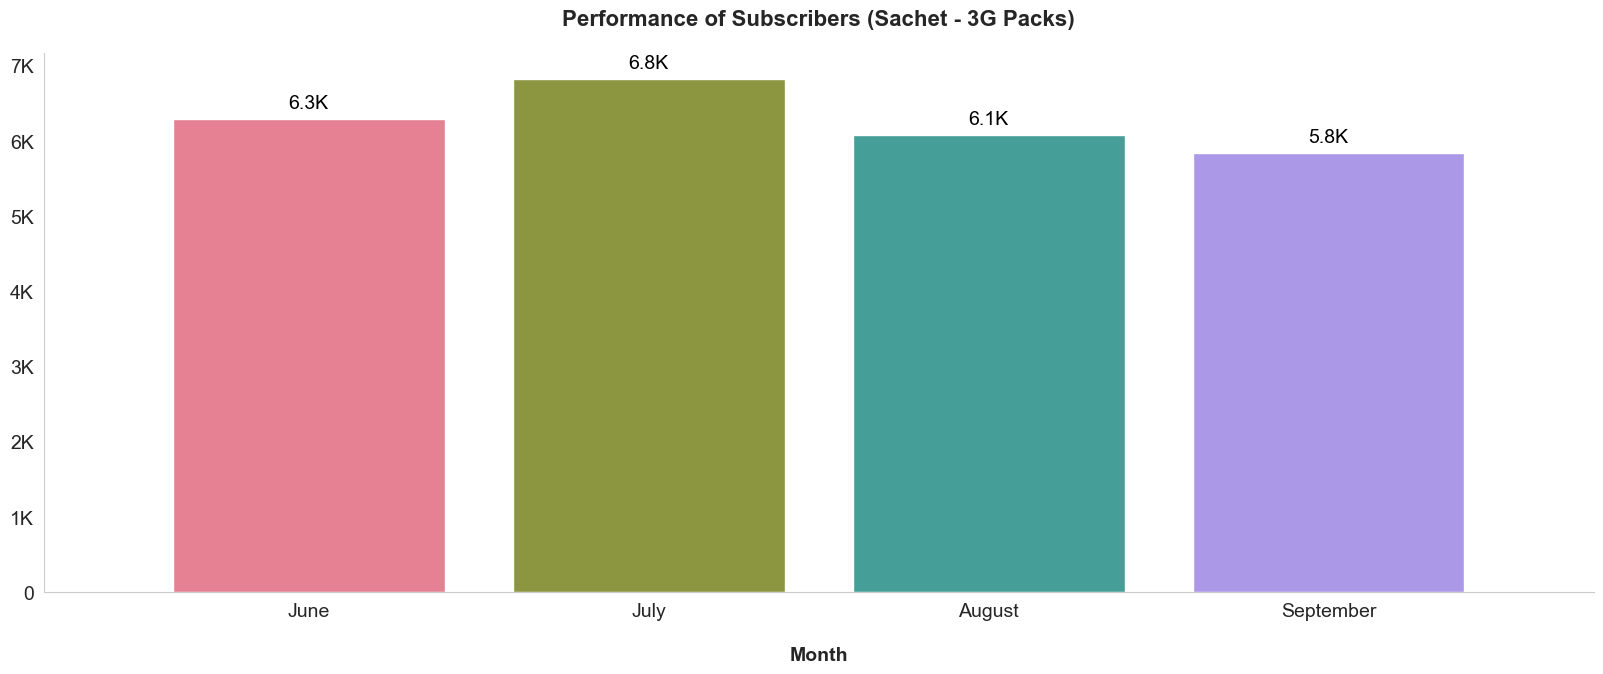 Performance of Subscribers (Sachet - 3G Packs)
7K
6K
5K
4K
3K
2K
1K
0
6.3K
6.8K
6.1K
5.8K
June
July
August
September
Month